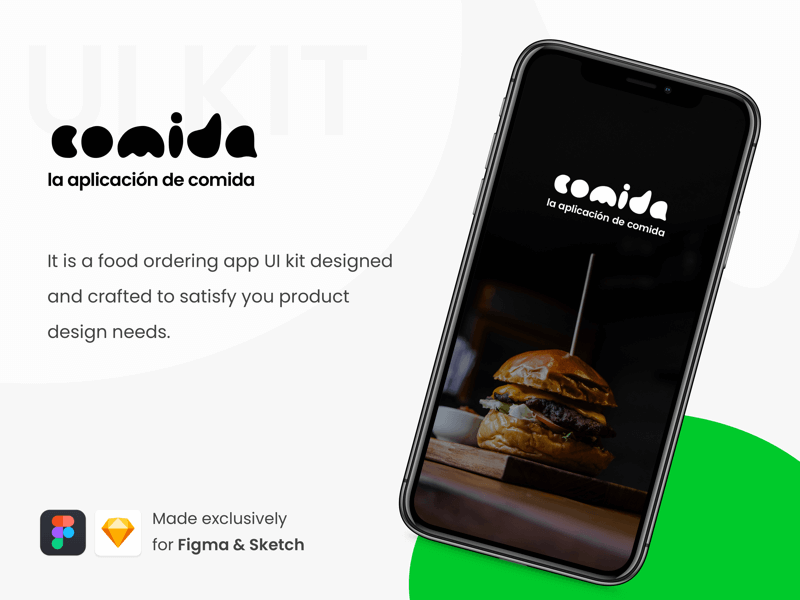 UI KIT
comida
la aplicación de comida
It is a food ordering app UI kit designed
and crafted to satisfy you product
design needs.
Made exclusively
for Figma & Sketch
comida
la aplicación de comida